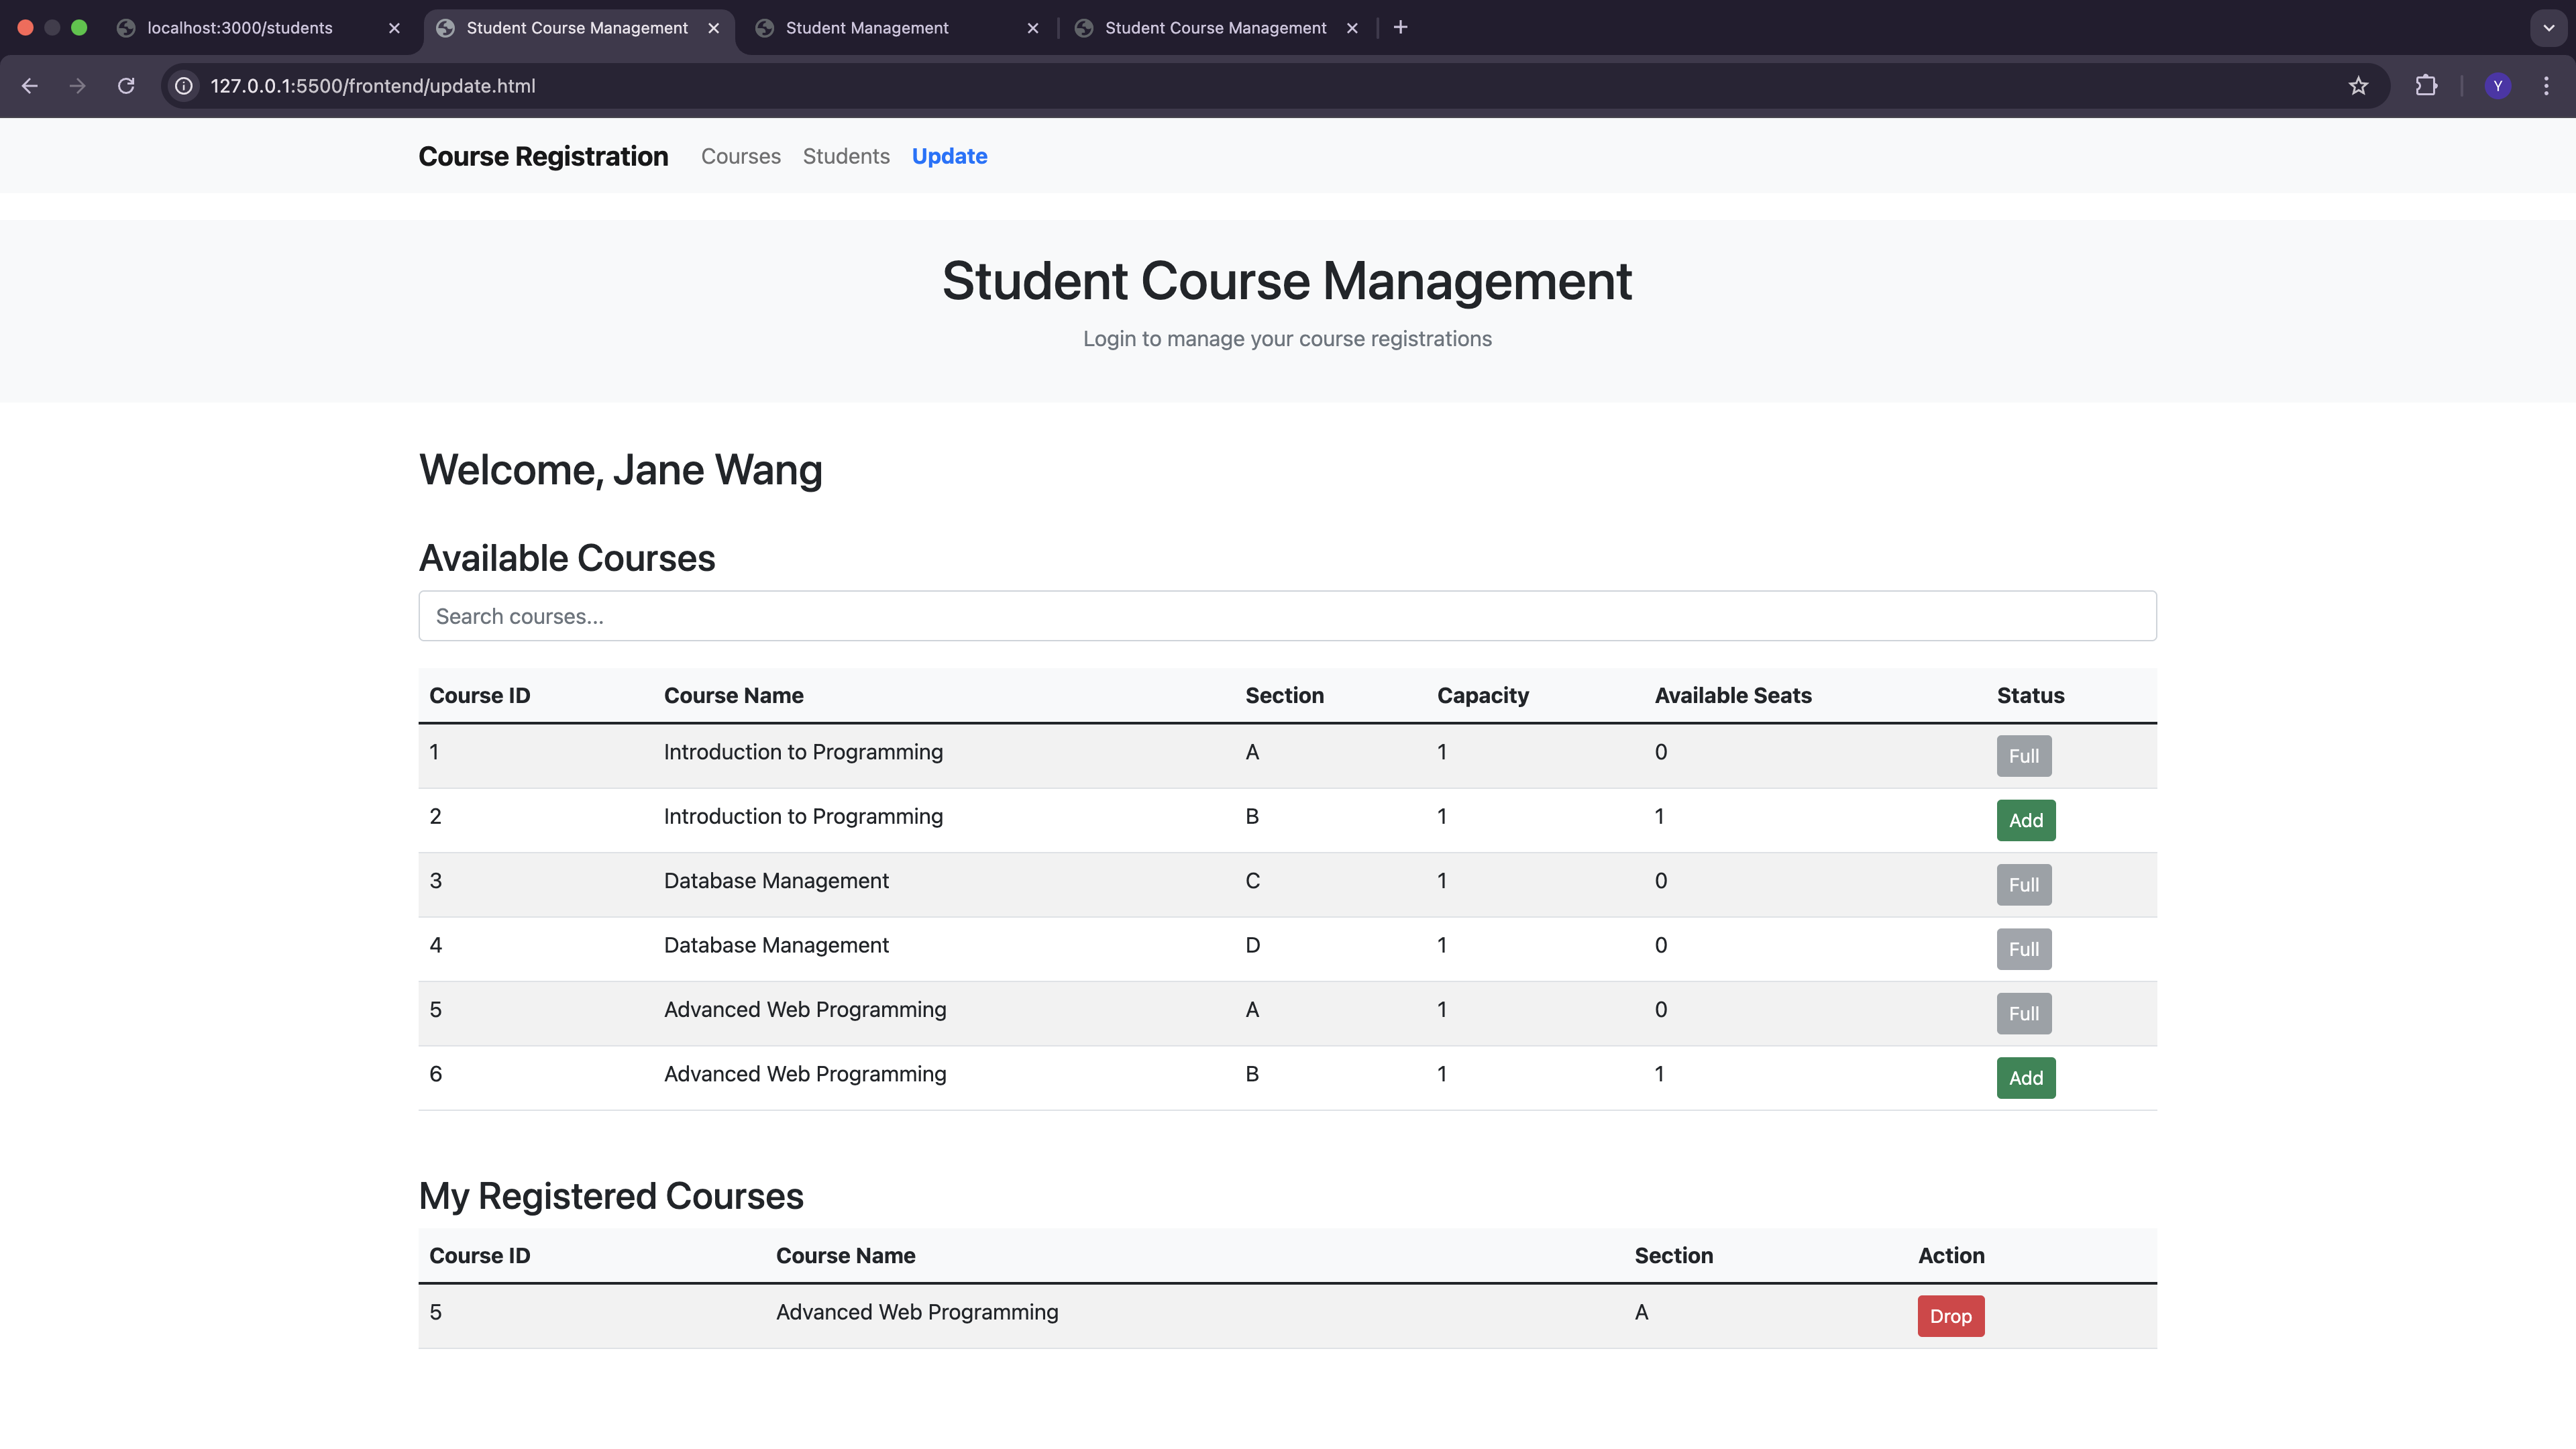 localhost:3000/students
Student Course Management
Student Management
Student Course Management
127.0.0.1:5500/frontend/update.html
Y
Course Registration Courses Students Update
Student Course Management
Login to manage your course registrations
Welcome, Jane Wang
Available Courses
Search courses...
Course ID Course Name Section Capacity Available Seats Status
1 Introduction to Programming A 1 0 Full
2 Introduction to Programming B 1 1 Add
3 Database Management C 1 0 Full
4 Database Management D 1 0 Full
5 Advanced Web Programming A 1 0 Full
6 Advanced Web Programming B 1 1 Add
My Registered Courses
Course ID Course Name Section Action
5 Advanced Web Programming A Drop